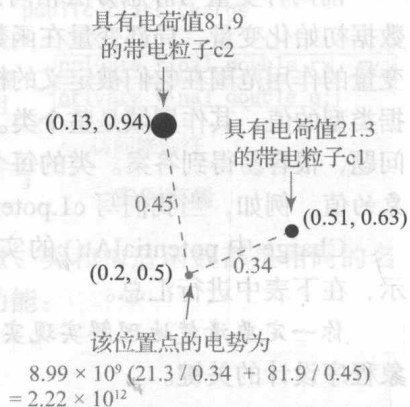 具有电荷值81.9
的带电粒子c2
(0.13, 0.94)
具有电荷值21.3
的带电粒子c1
0.45
(0.51, 0.63)
(0.2, 0.5)
0.34
该位置点的电势为
8.99 × 10⁹ (21.3 / 0.34 + 81.9 / 0.45)
= 2.22 × 10¹²